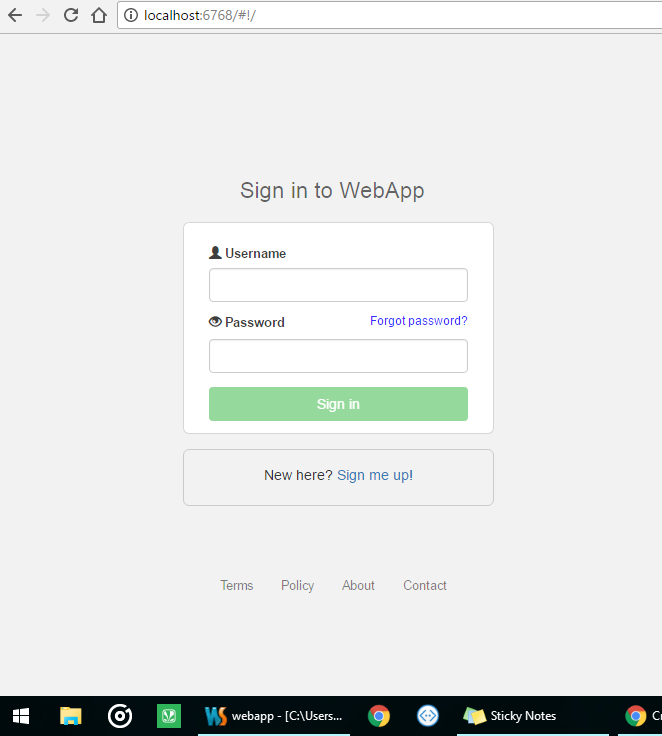 localhost:6768/#!/
Sign in to WebApp
Username
Password Forgot password?
Sign in
New here? Sign me up!
Terms Policy About Contact
webapp - [C:\Users... Sticky Notes